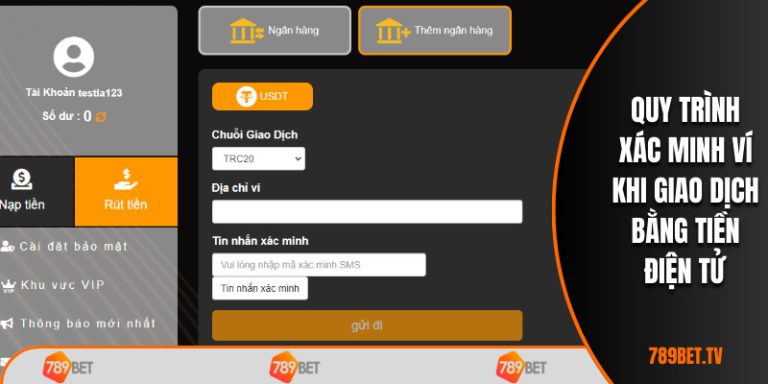 Ngân hàng
Thêm ngân hàng
Tài Khoản testla123
Số dư : 0
Nạp tiền
Rút tiền
Cài đặt bảo mật
VIP
Khu vực VIP
Thông báo mới nhất
USDT
Chuỗi Giao Dịch
TRC20
Địa chỉ ví
Tin nhắn xác minh
Vui lòng nhập mã xác minh SMS
Tin nhắn xác minh
gửi đi
QUY TRÌNH
XÁC MINH VÍ
KHI GIAO DỊCH
BẰNG TIỀN
ĐIỆN TỬ
789BET.TV
789BET
789BET
789BET